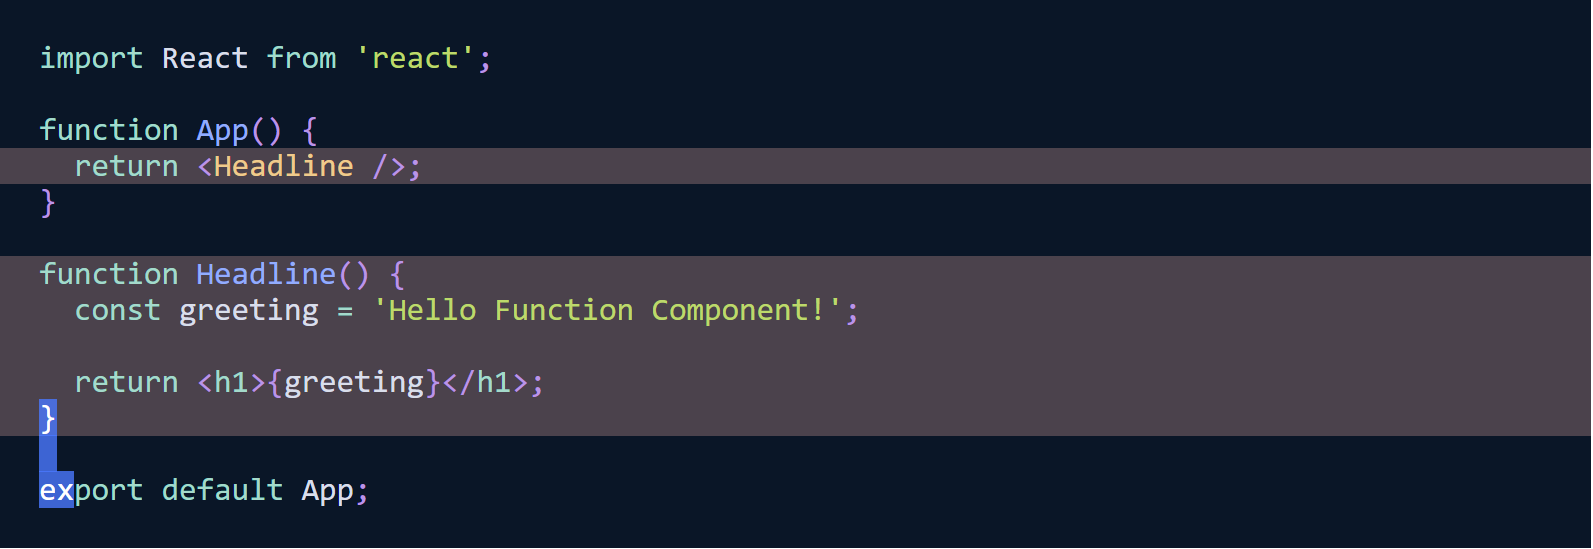 import React from 'react';
function App() {
  return <Headline />;
}
function Headline() {
  const greeting = 'Hello Function Component!';
  return <h1>{greeting}</h1>;
}
export default App;